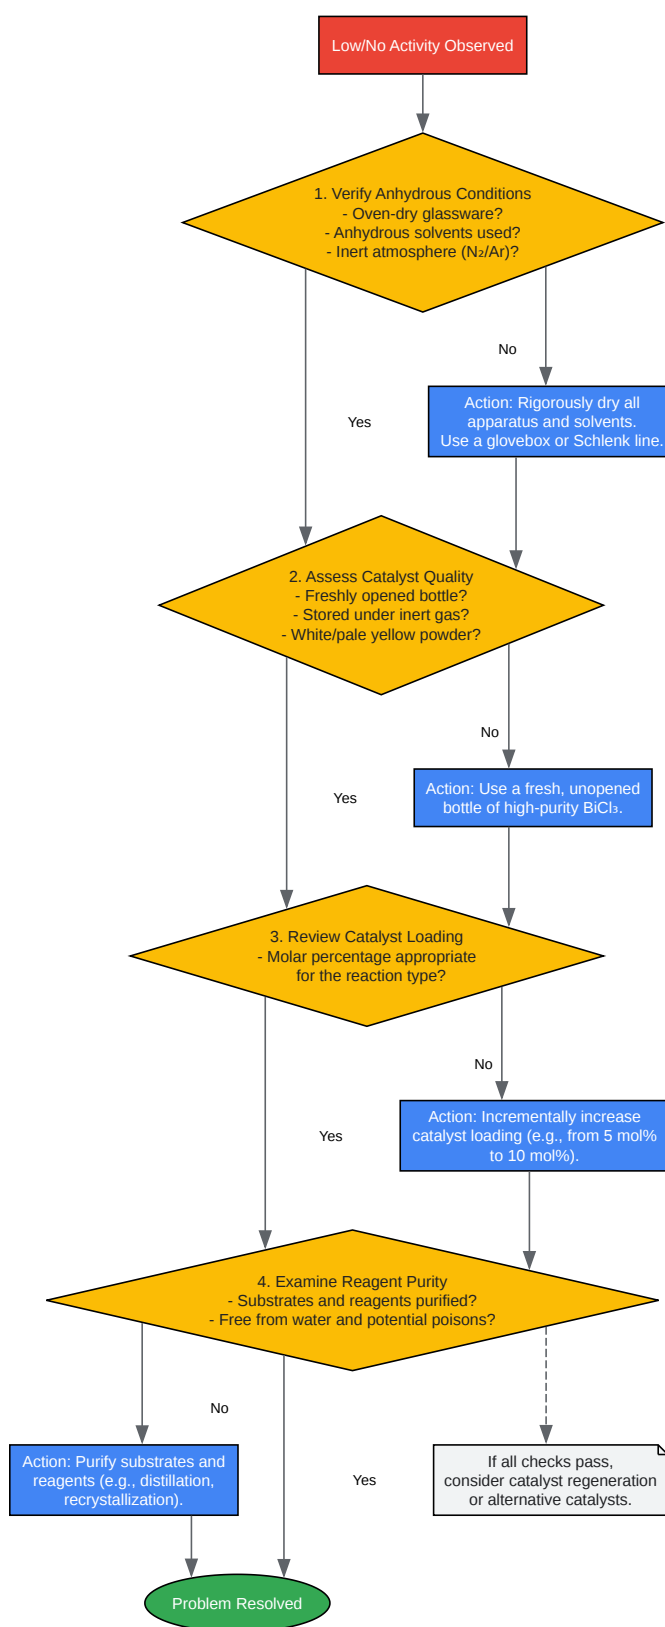 Low/No Activity Observed
1. Verify Anhydrous Conditions
- Oven-dry glassware?
- Anhydrous solvents used?
- Inert atmosphere (N₂/Ar)?
No
Action: Rigorously dry all
apparatus and solvents.
Use a glovebox or Schlenk line.
Yes
2. Assess Catalyst Quality
- Freshly opened bottle?
- Stored under inert gas?
- White/pale yellow powder?
No
Action: Use a fresh, unopened
bottle of high-purity BiCl₃.
Yes
3. Review Catalyst Loading
- Molar percentage appropriate
for the reaction type?
No
Action: Incrementally increase
catalyst loading (e.g., from 5 mol%
to 10 mol%).
Yes
4. Examine Reagent Purity
- Substrates and reagents purified?
- Free from water and potential poisons?
No
Action: Purify substrates and
reagents (e.g., distillation,
recrystallization).
Yes
If all checks pass,
consider catalyst regeneration
or alternative catalysts.
Problem Resolved